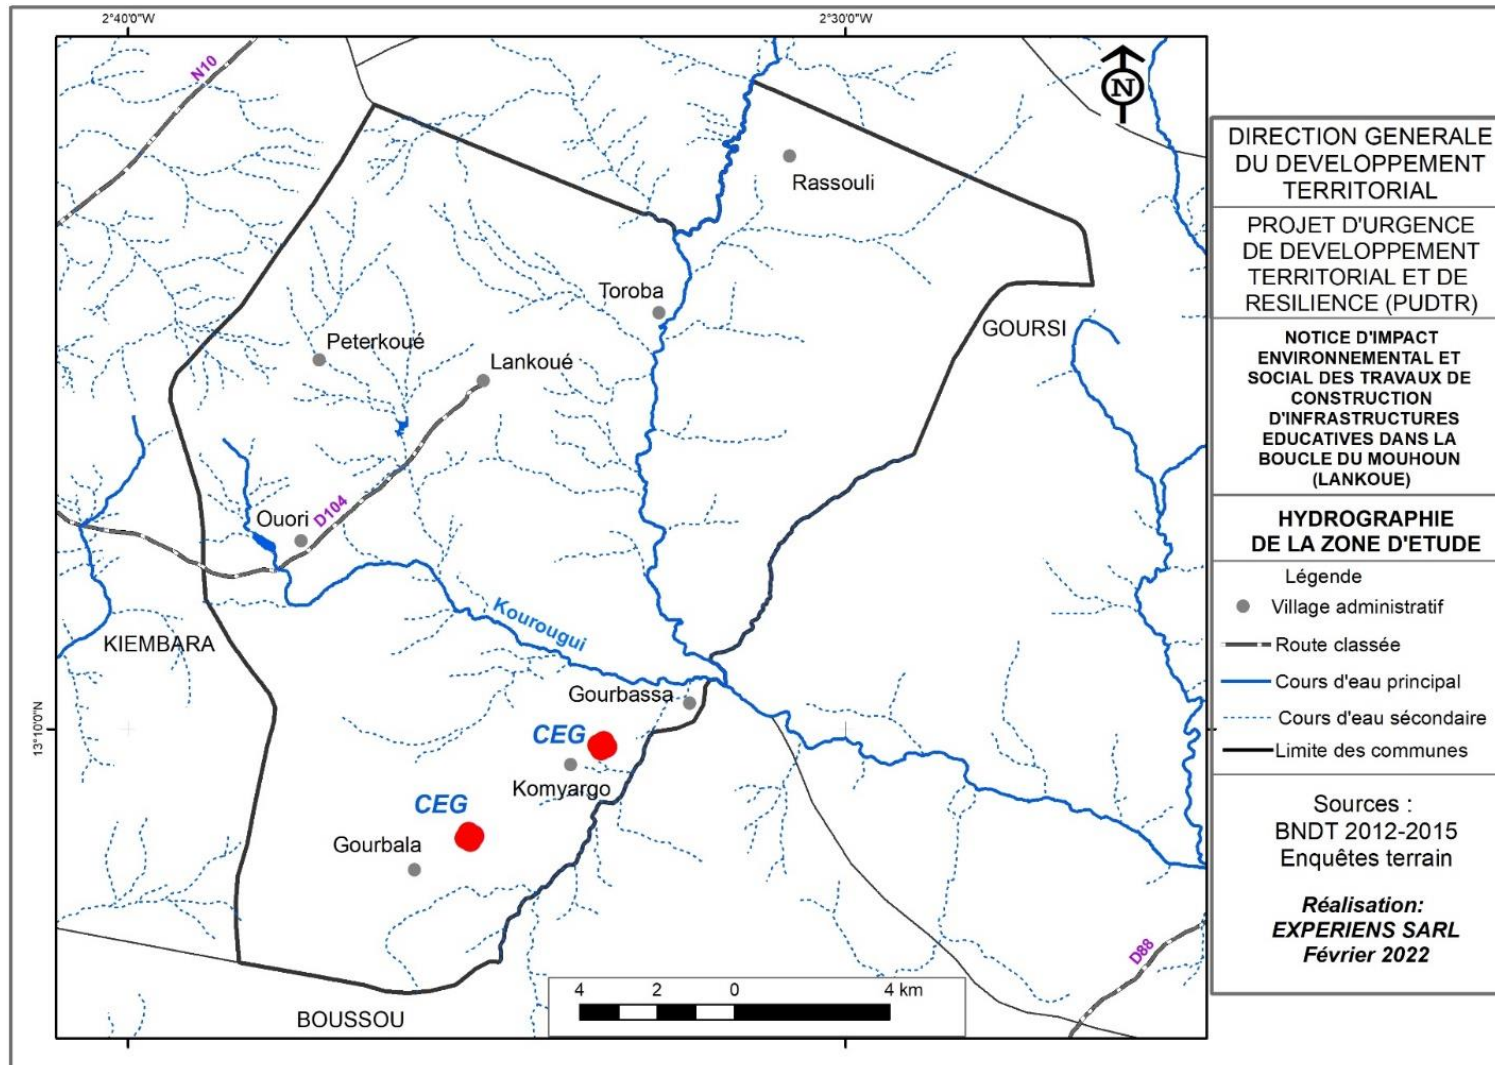 2°40'0"W
2°30'0"W
N10
N
Rassouli
Toroba
GOURSI
Peterkoué
Lankoué
Ouori
D104
Kourougui
KIEMBARA
Gourbassa
13°10'0"N
CEG
Komyargo
CEG
Gourbala
D88
BOUSSOU
4 2 0 4 km
DIRECTION GENERALE
DU DEVELOPPEMENT
TERRITORIAL
PROJET D'URGENCE
DE DEVELOPPEMENT
TERRITORIAL ET DE
RESILIENCE (PUDTR)
NOTICE D'IMPACT
ENVIRONNEMENTAL ET
SOCIAL DES TRAVAUX DE
CONSTRUCTION
D'INFRASTRUCTURES
EDUCATIVES DANS LA
BOUCLE DU MOUHOUN
(LANKOUE)
HYDROGRAPHIE
DE LA ZONE D'ETUDE
Légende
Village administratif
Route classée
Cours d'eau principal
Cours d'eau sécondaire
Limite des communes
Sources :
BNDT 2012-2015
Enquêtes terrain
Réalisation:
EXPERIENS SARL
Février 2022